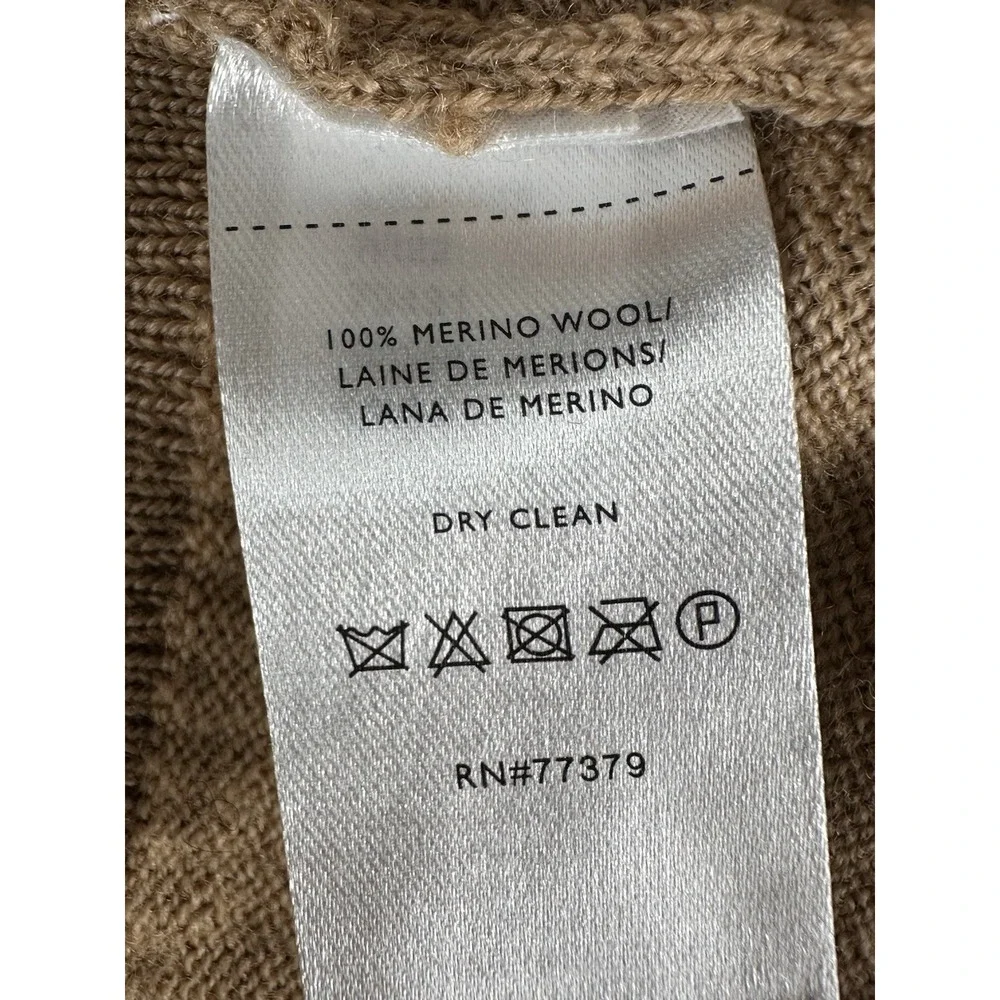 100% MERINO WOOL/
LAINE DE MERIONS/
LANA DE MERINO
DRY CLEAN
P
RN#77379